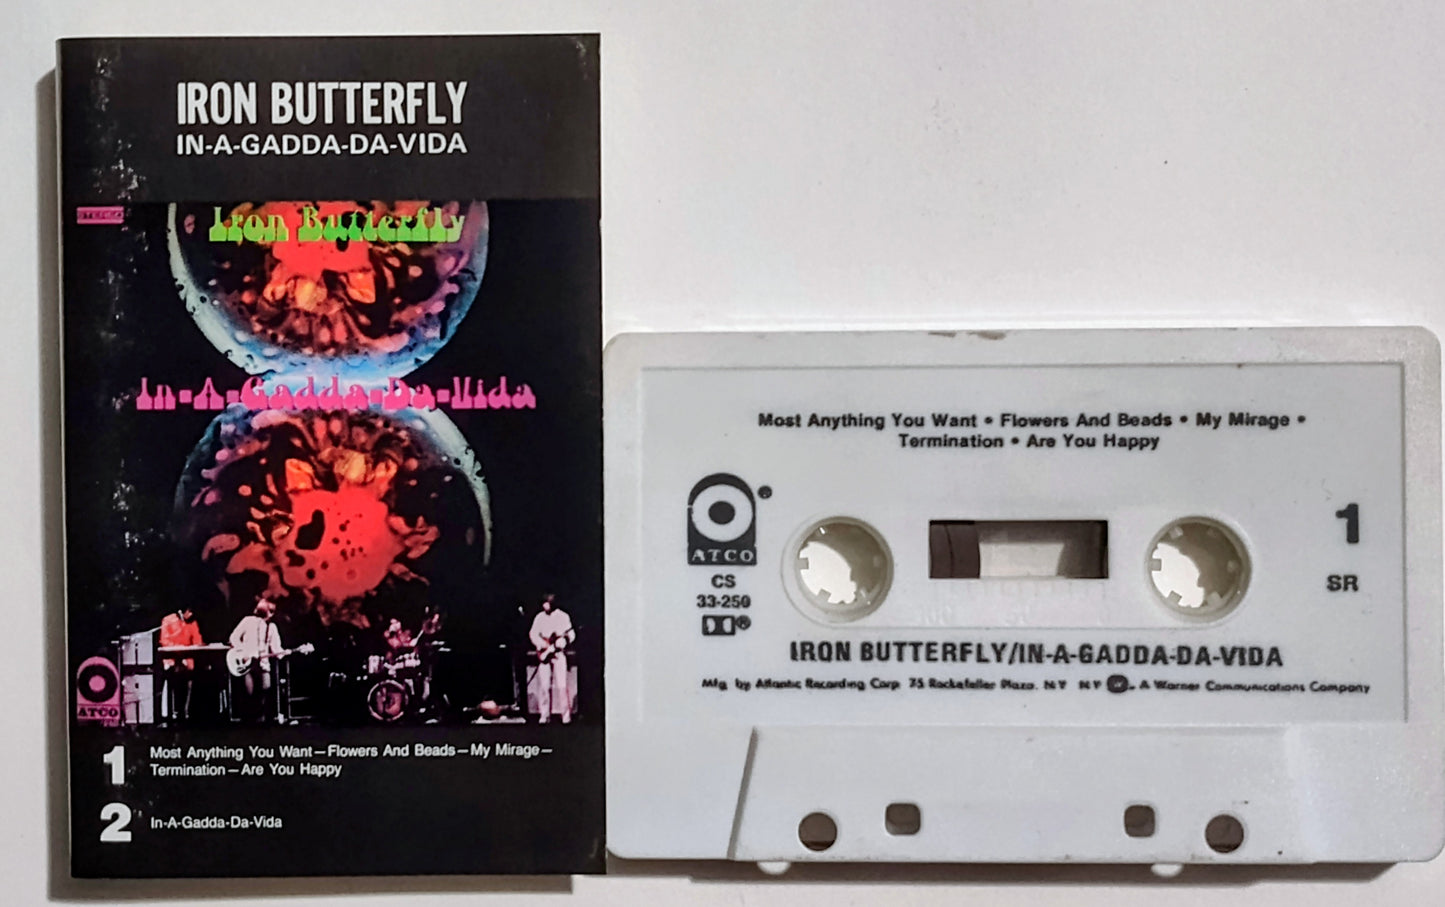 IRON BUTTERFLY
IN-A-GADDA-DA-VIDA
STEREO
Iron Butterfly
In-A-Gadda-Da-Vida
ATCO
1 Most Anything You Want—Flowers And Beads—My Mirage—
Termination—Are You Happy
2 In-A-Gadda-Da-Vida
Most Anything You Want • Flowers And Beads • My Mirage •
Termination • Are You Happy
®
ATCO
CS
33-250
®
1
SR
IRON BUTTERFLY/IN-A-GADDA-DA-VIDA
Mfg. by Atlantic Recording Corp. 75 Rockefeller Plaza. N.Y. N.Y. A Warner Communications Company